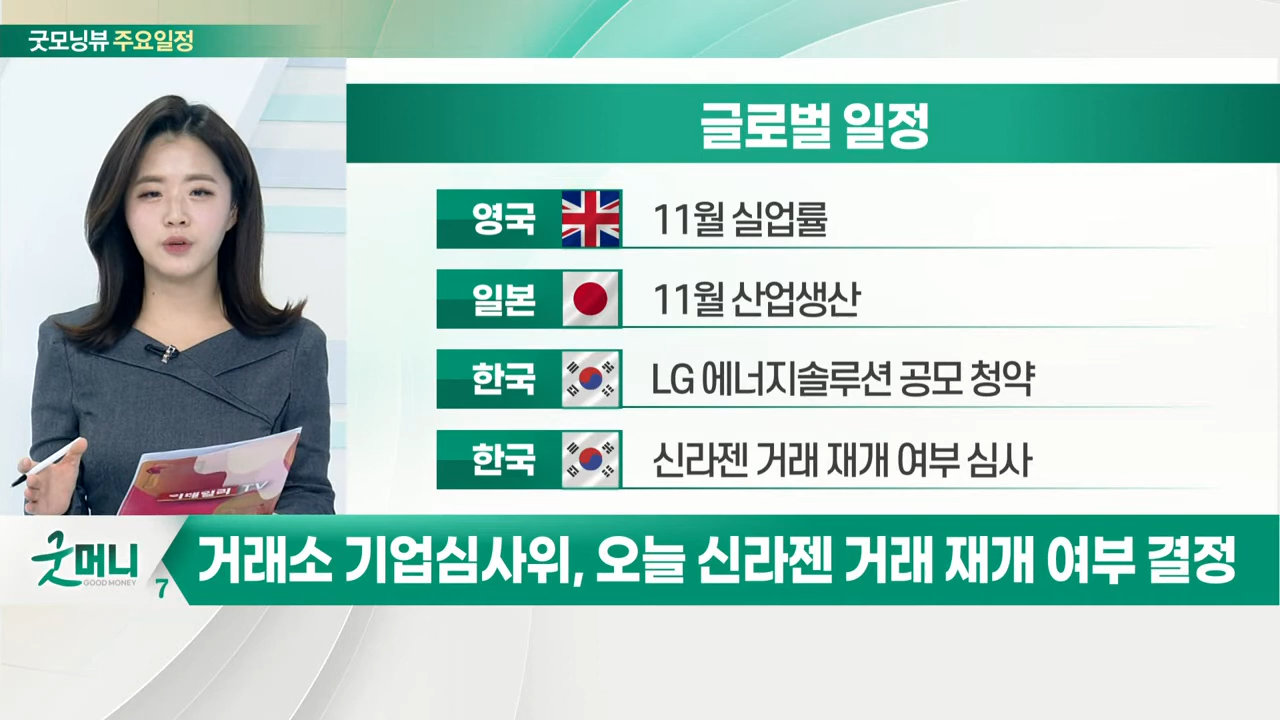 굿모닝뷰 주요일정
글로벌 일정
영국 11월 실업률
일본 11월 산업생산
한국 LG 에너지솔루션 공모 청약
한국 신라젠 거래 재개 여부 심사
굿머니
GOOD MONEY
7
거래소 기업심사위, 오늘 신라젠 거래 재개 여부 결정